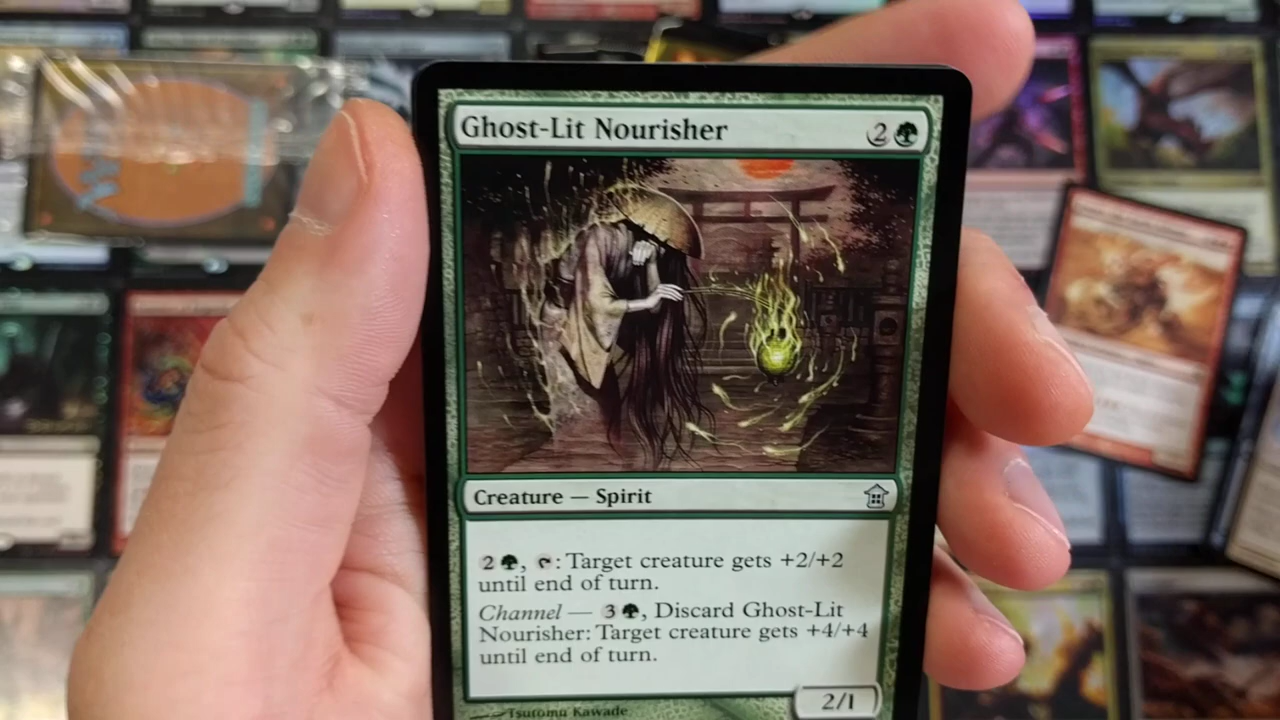 Ghost-Lit Nourisher 2
Creature — Spirit
2, : Target creature gets +2/+2
until end of turn.
Channel — 3, Discard Ghost-Lit
Nourisher: Target creature gets +4/+4
until end of turn.
2/1
Tsutomu Kawade